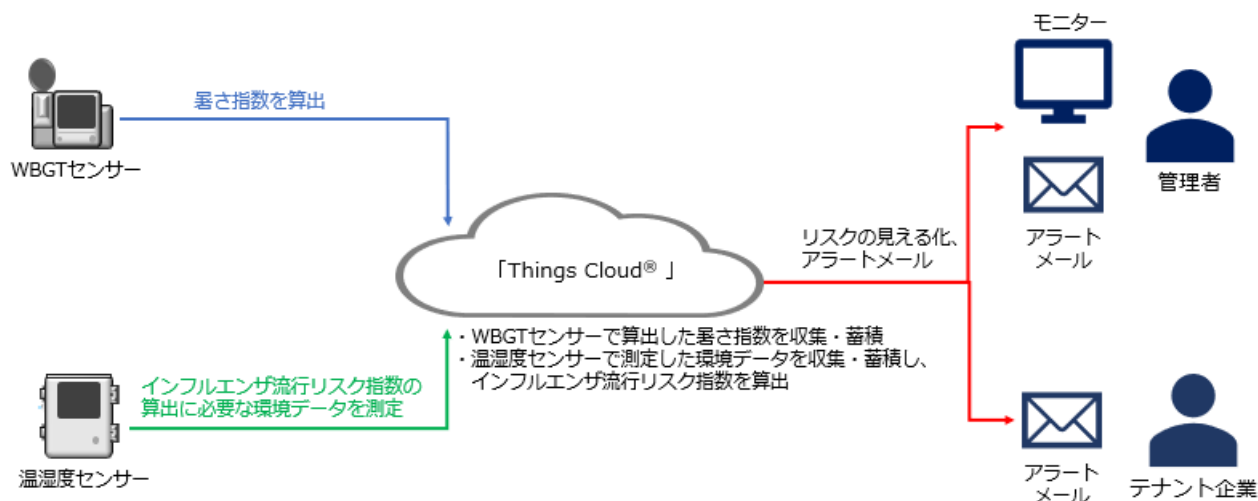 モニター
暑さ指数を算出
WBGTセンサー
管理者
アラート
メール
リスクの見える化、
アラートメール
「Things Cloud® 」
・WBGTセンサーで算出した暑さ指数を収集・蓄積
・温湿度センサーで測定した環境データを収集・蓄積し、
インフルエンザ流行リスク指数を算出
インフルエンザ流行リスク指数の
算出に必要な環境データを測定
温湿度センサー
アラート
メール
テナント企業